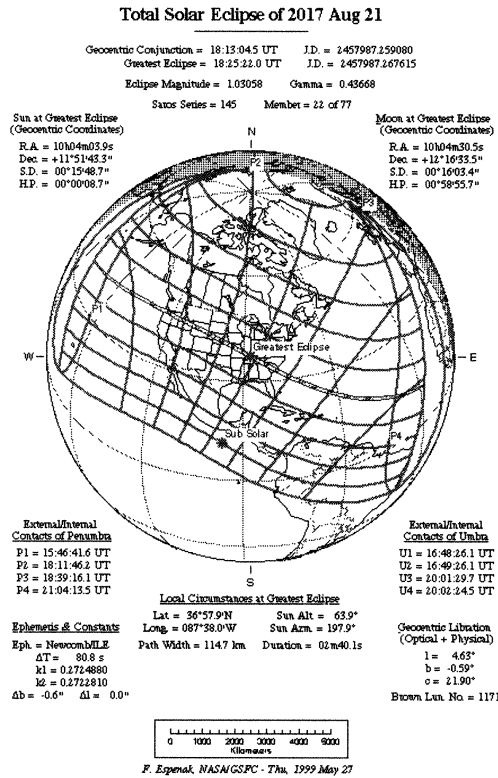 Total Solar Eclipse of 2017 Aug 21
Geocentric Conjunction = 18:13:04.5 UT J.D. = 2457987.259080
Greatest Eclipse = 18:25:22.0 UT J.D. = 2457987.267615
Eclipse Magnitude = 1.03058 Gamma = 0.43668
Saros Series = 145 Member = 22 of 77
Sun at Greatest Eclipse
(Geocentric Coordinates)
R.A. = 10h04m03.9s
Dec. = +11°51'43.3"
S.D. = 00°15'48.7"
H.P. = 00°00'08.7"
Moon at Greatest Eclipse
(Geocentric Coordinates)
R.A. = 10h04m30.5s
Dec. = +12°16'33.5"
S.D. = 00°16'03.4"
H.P. = 00°58'55.7"
N
P2
P3
P1
Greatest Eclipse
W
E
Sub Solar
P4
S
External/Internal
Contacts of Penumbra
P1 = 15:46:41.6 UT
P2 = 18:11:46.2 UT
P3 = 18:39:16.1 UT
P4 = 21:04:13.5 UT
External/Internal
Contacts of Umbra
U1 = 16:48:26.1 UT
U2 = 16:49:26.1 UT
U3 = 20:01:29.7 UT
U4 = 20:02:24.5 UT
Local Circumstances at Greatest Eclipse
Lat. = 36°57.9'N Sun Alt. = 63.9°
Long. = 087°38.0'W Sun Azm. = 197.9°
Path Width = 114.7 km Duration = 02m40.1s
Ephemeris & Constants
Eph. = Newcomb/ILE
ΔT = 80.8 s
k1 = 0.2724880
k2 = 0.2722810
Δb = -0.6" Δl = 0.0"
Geocentric Libration
(Optical + Physical)
l = 4.63°
b = -0.59°
c = 21.90°
Brown Lun. No. = 1171
0 1000 2000 3000 4000 5000
Kilometers
F. Espenak, NASA/GSFC - Thu, 1999 May 27